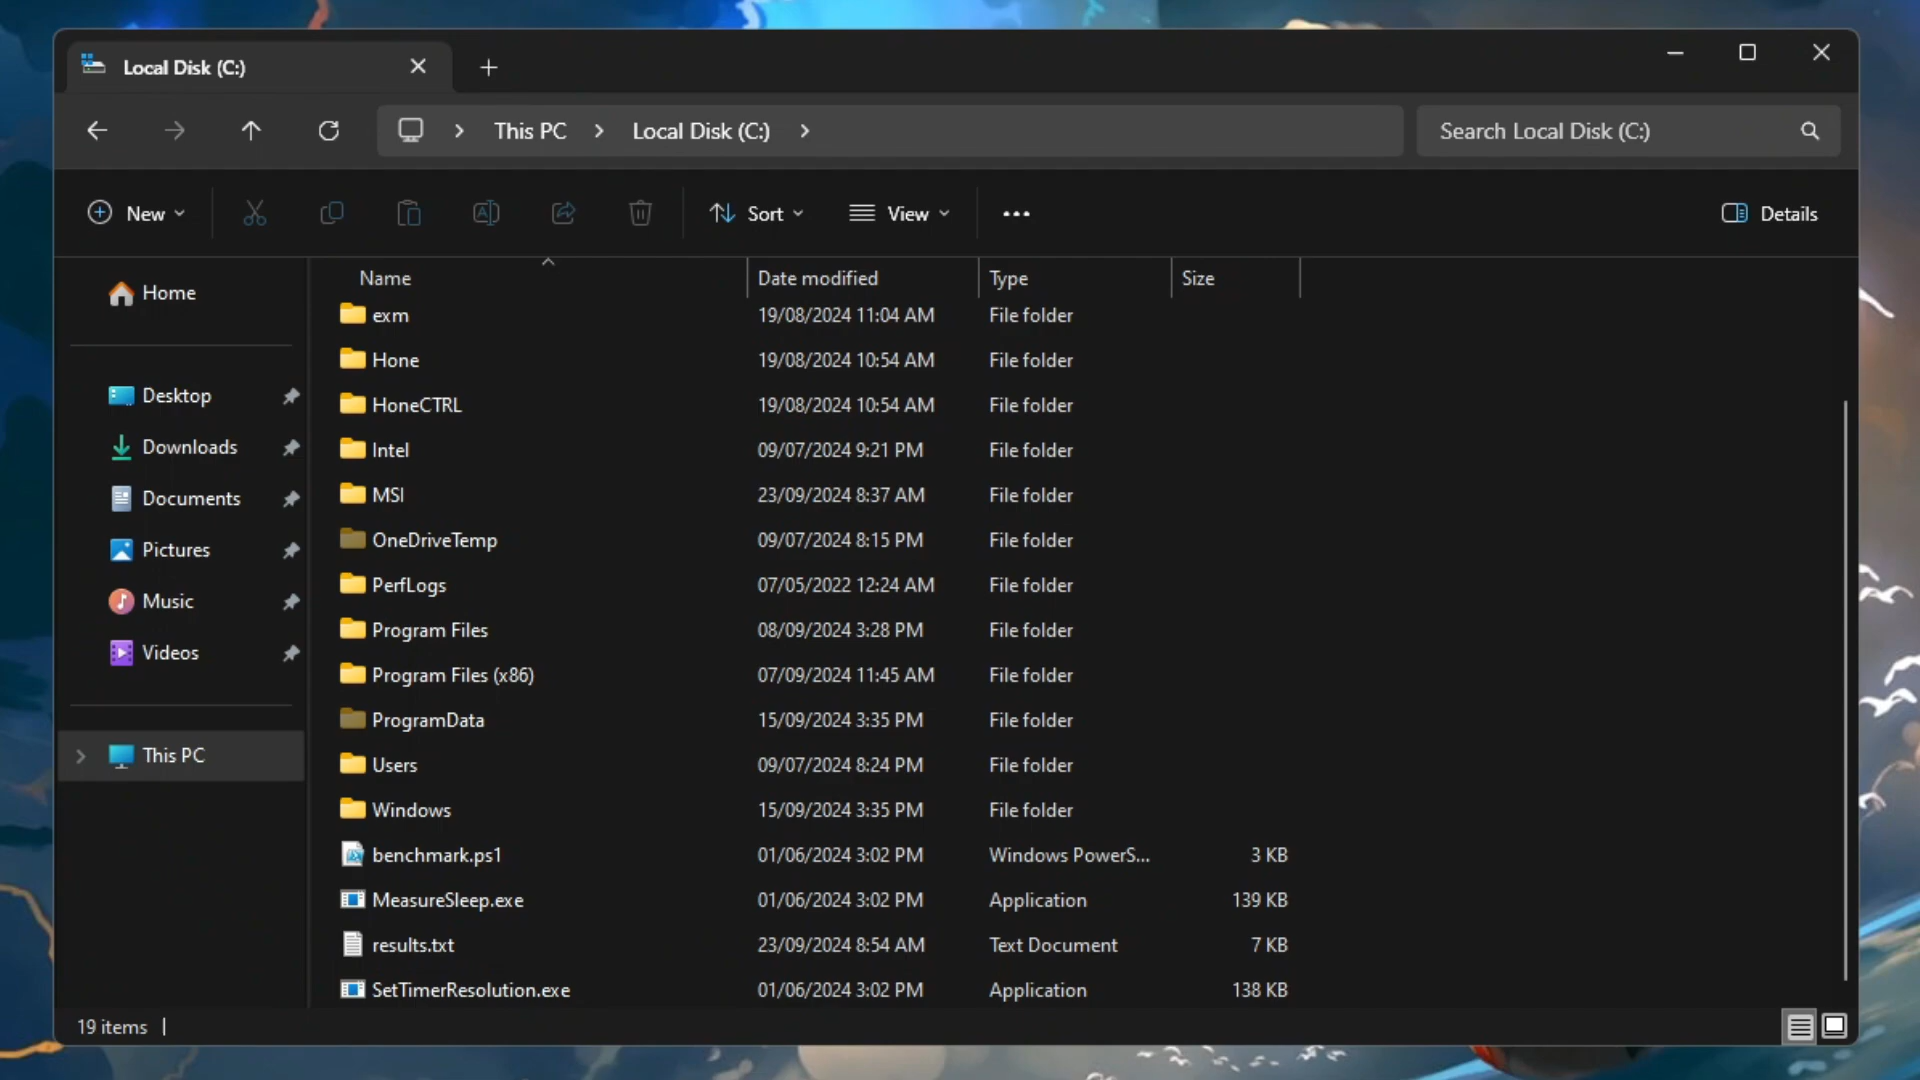 Local Disk (C:)
This PC Local Disk (C:)
Search Local Disk (C:)
New Sort View ••• Details
Name Date modified Type Size
Home
Desktop
Downloads
Documents
Pictures
Music
Videos
This PC
exm 19/08/2024 11:04 AM File folder
Hone 19/08/2024 10:54 AM File folder
HoneCTRL 19/08/2024 10:54 AM File folder
Intel 09/07/2024 9:21 PM File folder
MSI 23/09/2024 8:37 AM File folder
OneDriveTemp 09/07/2024 8:15 PM File folder
PerfLogs 07/05/2022 12:24 AM File folder
Program Files 08/09/2024 3:28 PM File folder
Program Files (x86) 07/09/2024 11:45 AM File folder
ProgramData 15/09/2024 3:35 PM File folder
Users 09/07/2024 8:24 PM File folder
Windows 15/09/2024 3:35 PM File folder
benchmark.ps1 01/06/2024 3:02 PM Windows PowerS... 3 KB
MeasureSleep.exe 01/06/2024 3:02 PM Application 139 KB
results.txt 23/09/2024 8:54 AM Text Document 7 KB
SetTimerResolution.exe 01/06/2024 3:02 PM Application 138 KB
19 items